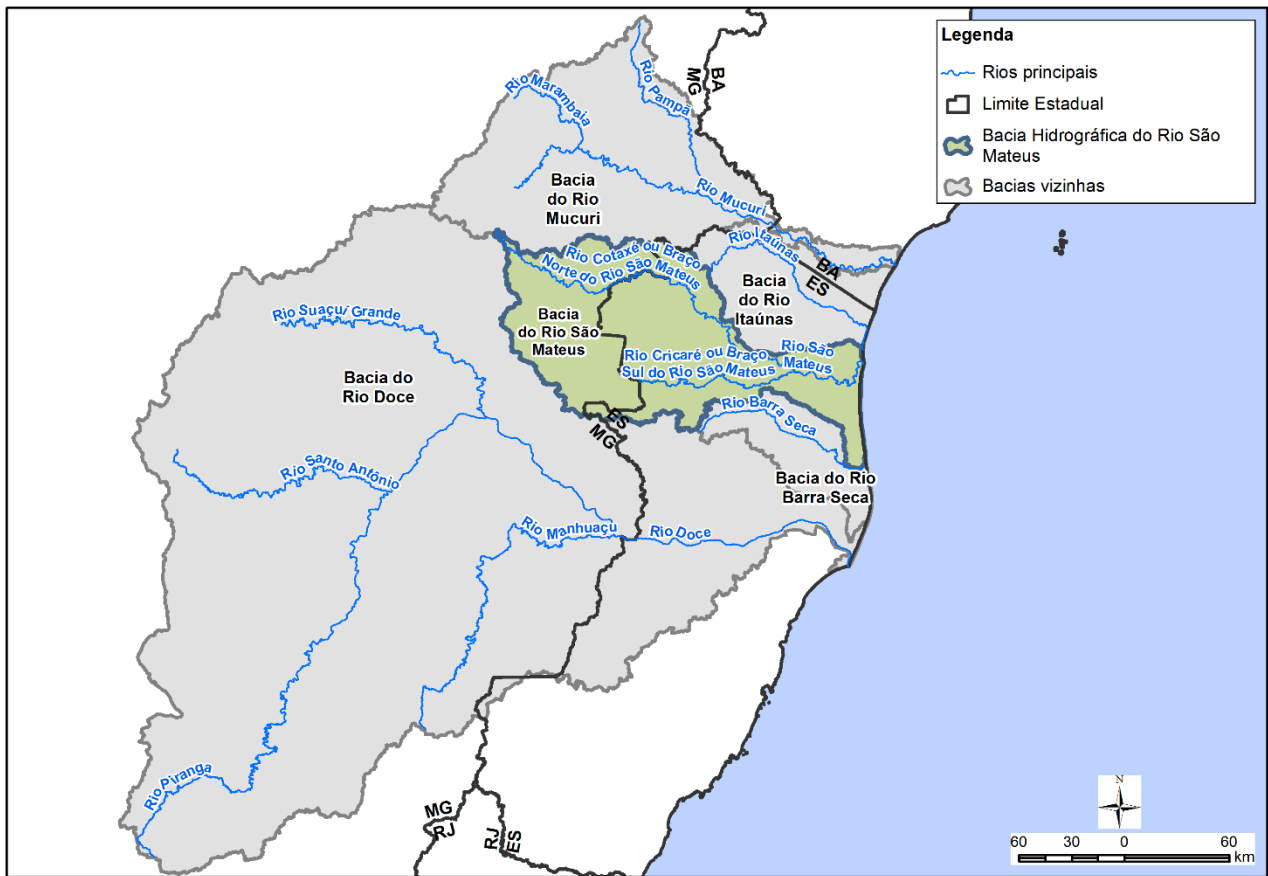 Legenda
Rios principais
Limite Estadual
Bacia Hidrográfica do Rio São
Mateus
Bacias vizinhas
BA
MG
Rio Pampã
Rio Marambaia
Bacia
do Rio
Mucuri
Rio Mucuri
Rio Itaúnas
BA
ES
Rio Cotaxé ou Braço
Norte do Rio São Mateus
Bacia
do Rio
Itaúnas
Rio Suaçuí Grande
Bacia
do Rio São
Mateus
Rio São
Mateus
Rio Cricaré ou Braço
Sul do Rio São Mateus
Bacia do
Rio Doce
Rio Barra Seca
ES
MG
Rio Santo Antônio
Bacia do Rio
Barra Seca
Rio Manhuaçu
Rio Doce
Rio Piranga
MG
RJ
RJ
ES
N
60 30 0 60
km